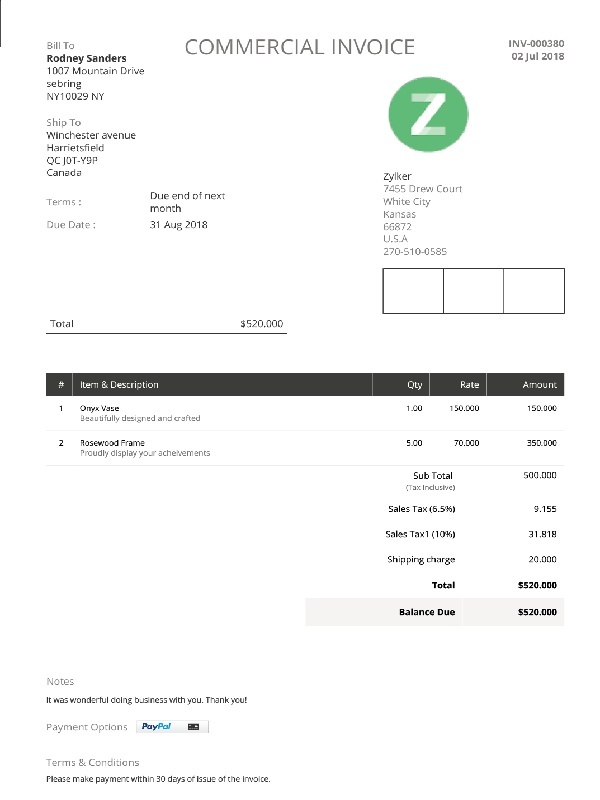 COMMERCIAL INVOICE
INV-000380
02 Jul 2018
Bill To
Rodney Sanders
1007 Mountain Drive
sebring
NY10029 NY
Ship To
Winchester avenue
Harrietsfield
QC J0T-Y9P
Canada
Terms :
Due end of next
month
Due Date :
31 Aug 2018
Z
Zylker
7455 Drew Court
White City
Kansas
66872
U.S.A
270-510-0585
Total $520.000
# Item & Description Qty Rate Amount
1 Onyx Vase 1.00 150.000 150.000
Beautifully designed and crafted
2 Rosewood Frame 5.00 70.000 350.000
Proudly display your acheivements
Sub Total 500.000
(Tax Inclusive)
Sales Tax (6.5%) 9.155
Sales Tax1 (10%) 31.818
Shipping charge 20.000
Total $520.000
Balance Due $520.000
Notes
It was wonderful doing business with you. Thank you!
Payment Options PayPal
Terms & Conditions
Please make payment within 30 days of issue of the invoice.